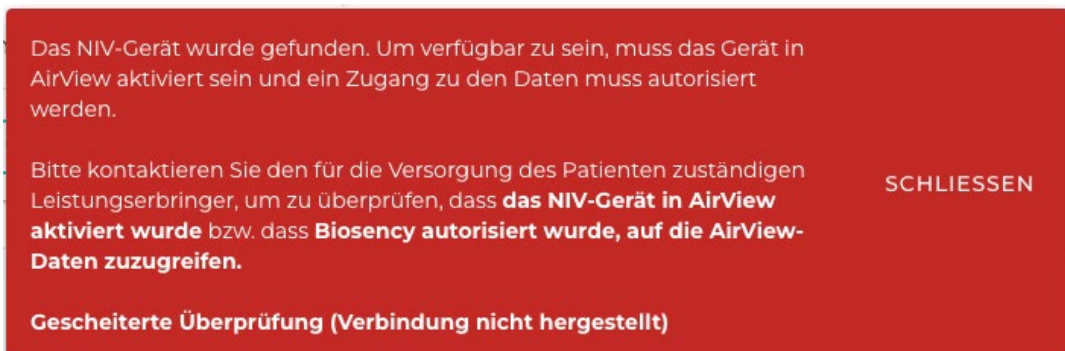 Das NIV-Gerät wurde gefunden. Um verfügbar zu sein, muss das Gerät in
AirView aktiviert sein und ein Zugang zu den Daten muss autorisiert
werden.
Bitte kontaktieren Sie den für die Versorgung des Patienten zuständigen
Leistungserbringer, um zu überprüfen, dass das NIV-Gerät in AirView
aktiviert wurde bzw. dass Biosency autorisiert wurde, auf die AirView-
Daten zuzugreifen.
Gescheiterte Überprüfung (Verbindung nicht hergestellt)
SCHLIESSEN